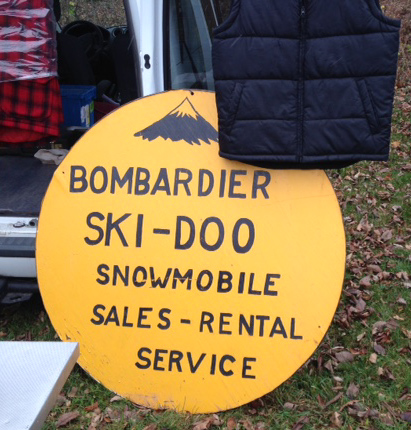 BOMBARDIER
SKI-DOO
SNOWMOBILE
SALES - RENTAL
SERVICE